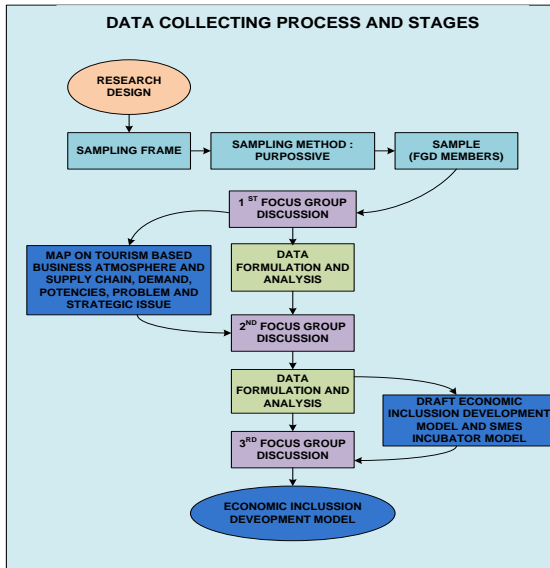 DATA COLLECTING PROCESS AND STAGES
RESEARCH
DESIGN
SAMPLING FRAME
SAMPLING METHOD :
PURPOSSIVE
SAMPLE
(FGD MEMBERS)
1 ST FOCUS GROUP
DISCUSSION
MAP ON TOURISM BASED
BUSINESS ATMOSPHERE AND
SUPPLY CHAIN, DEMAND,
POTENCIES, PROBLEM AND
STRATEGIC ISSUE
DATA
FORMULATION AND
ANALYSIS
2ND FOCUS GROUP
DISCUSSION
DATA
FORMULATION AND
ANALYSIS
DRAFT ECONOMIC
INCLUSSION DEVELOPMENT
MODEL AND SMES
INCUBATOR MODEL
3RD FOCUS GROUP
DISCUSSION
ECONOMIC INCLUSSION
DEVEOPMENT MODEL